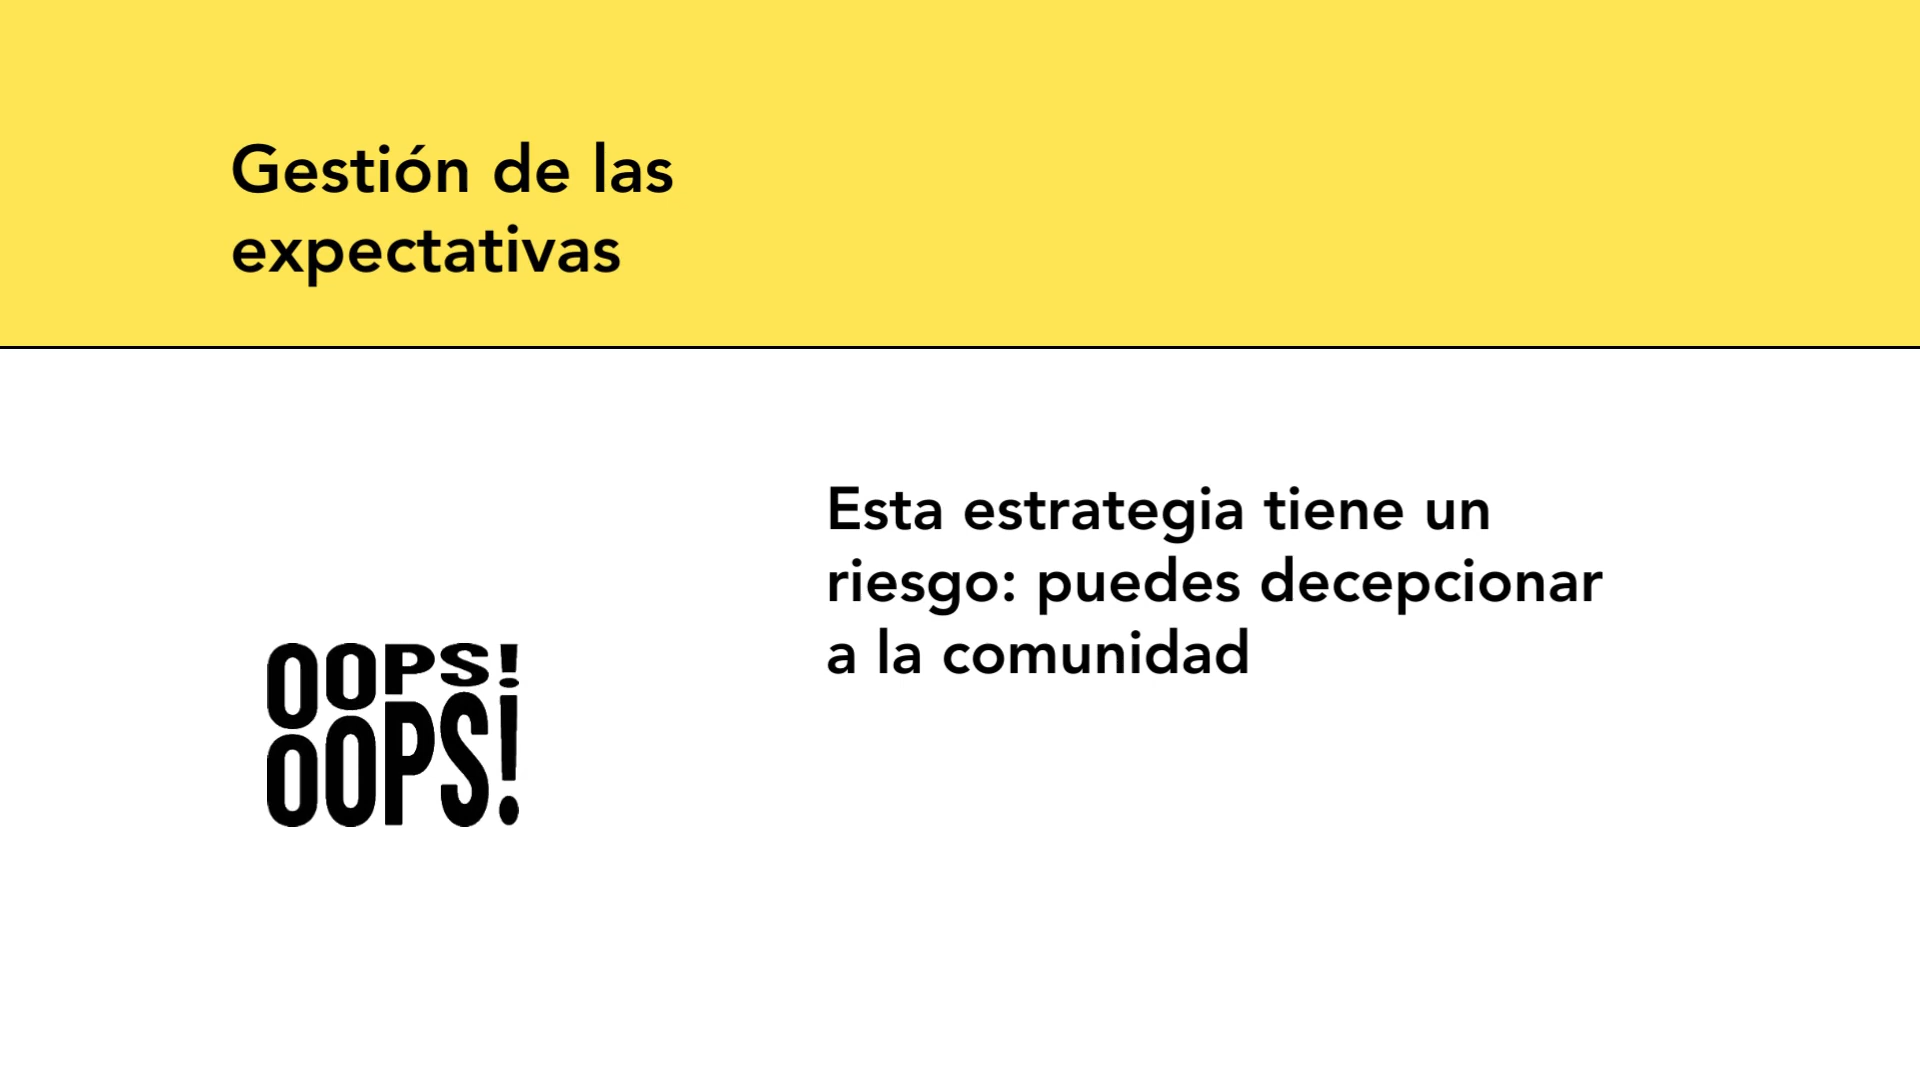 Gestión de las
expectativas
Esta estrategia tiene un
riesgo: puedes decepcionar
a la comunidad
OOPS!
OOPS!